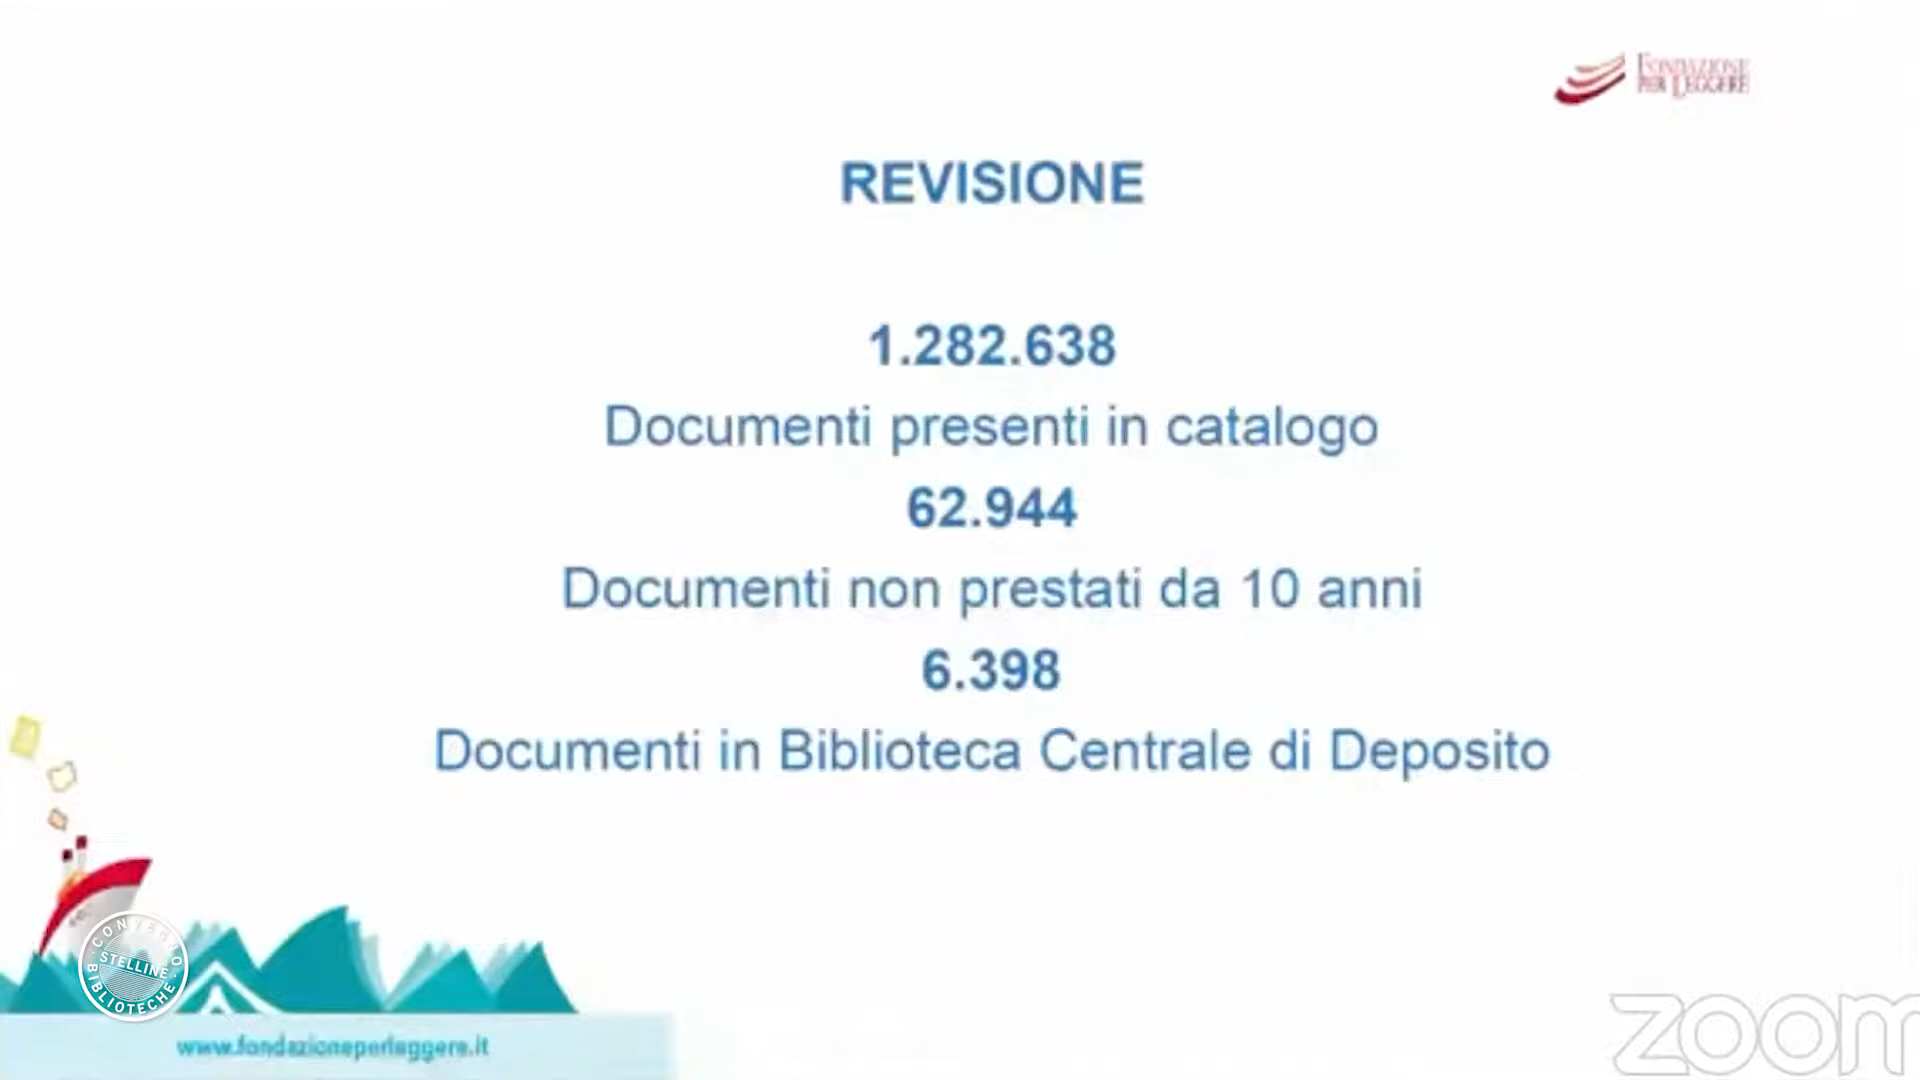 FONDAZIONE
PER LEGGERE
REVISIONE
1.282.638
Documenti presenti in catalogo
62.944
Documenti non prestati da 10 anni
6.398
Documenti in Biblioteca Centrale di Deposito
CONVEGNO
STELLINE
BIBLIOTECHE
www.fondazioneperleggere.it
zoom